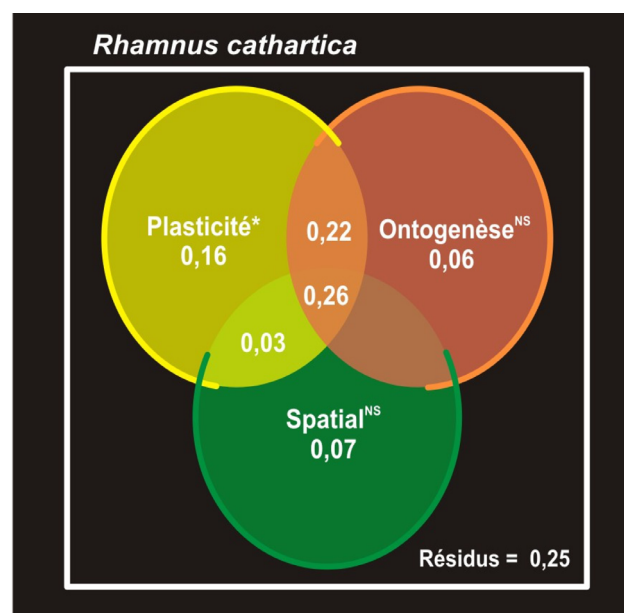 Rhamnus cathartica
Plasticité*
0,16
0,22
Ontogenèse^NS
0,06
0,26
0,03
Spatial^NS
0,07
Résidus = 0,25